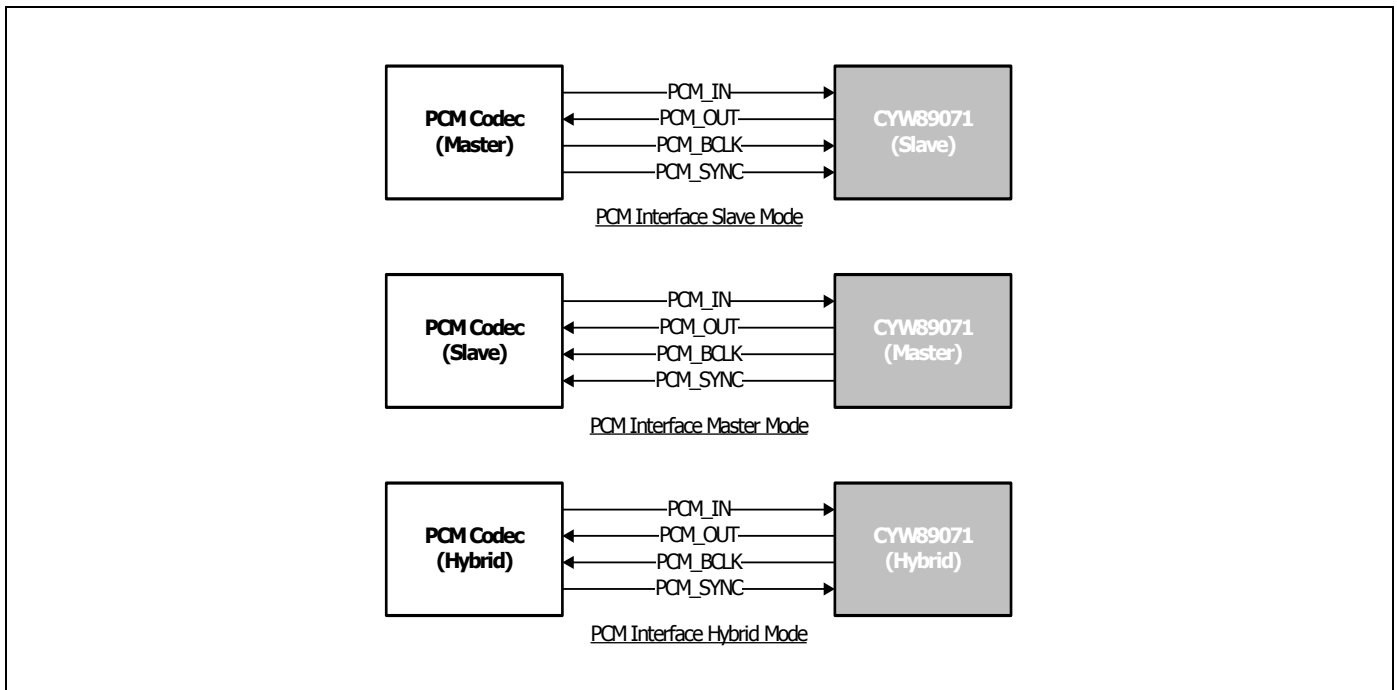 PCM Codec
(Master)
PCM_IN
PCM_OUT
PCM_BCLK
PCM_SYNC
CYW89071
(Slave)
PCM Interface Slave Mode
PCM Codec
(Slave)
PCM_IN
PCM_OUT
PCM_BCLK
PCM_SYNC
CYW89071
(Master)
PCM Interface Master Mode
PCM Codec
(Hybrid)
PCM_IN
PCM_OUT
PCM_BCLK
PCM_SYNC
CYW89071
(Hybrid)
PCM Interface Hybrid Mode